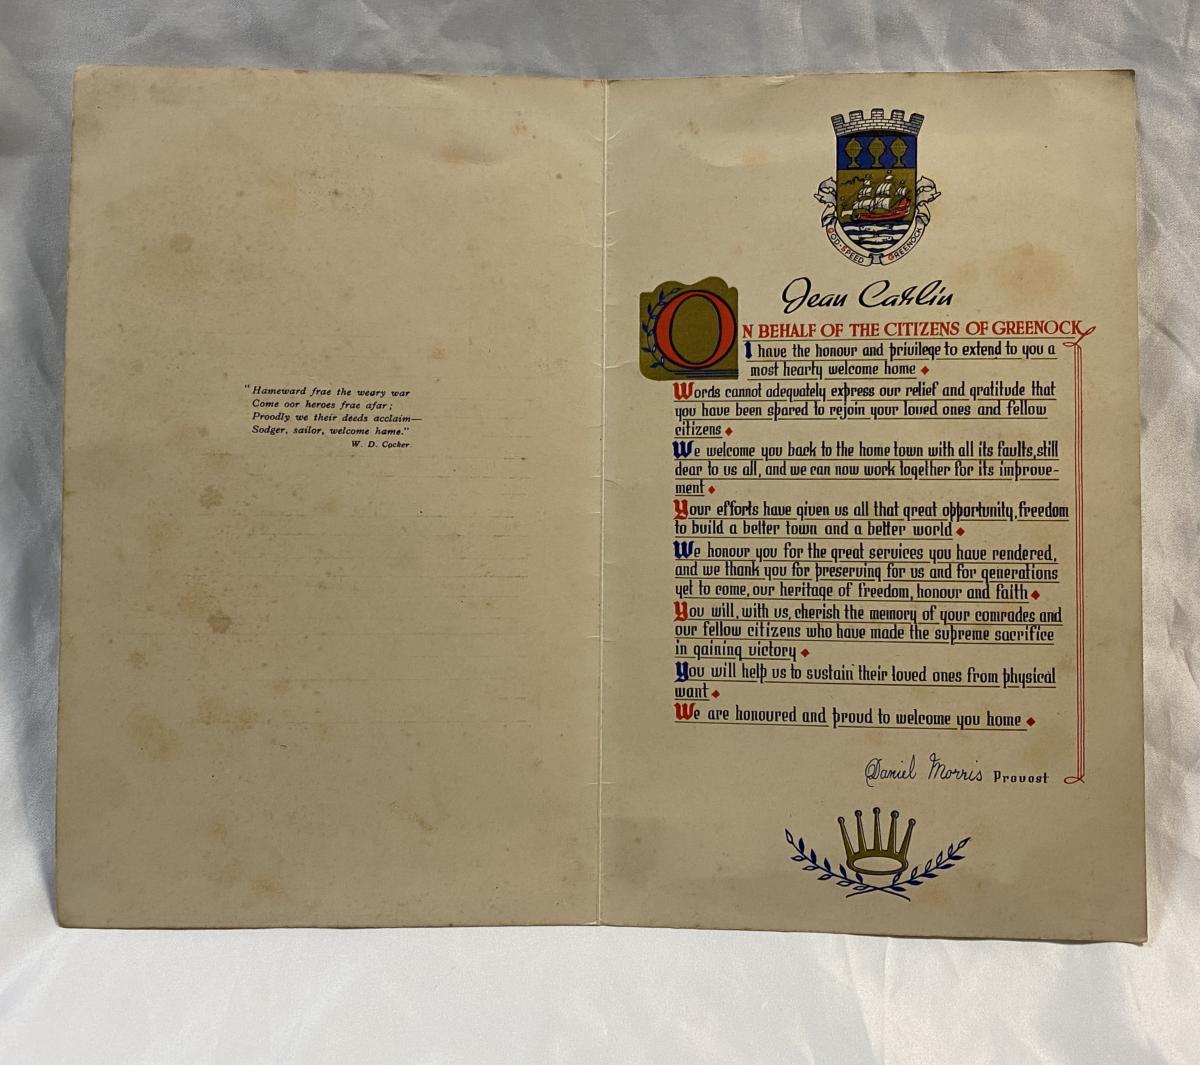 "Hameward frae the weary war
Come oor heroes frae afar;
Proodly we their deeds acclaim—
Sodger, sailor, welcome hame."
W. D. Cocker
GOD·SPEED GREENOCK
Jean Carlin
ON BEHALF OF THE CITIZENS OF GREENOCK
I have the honour and privilege to extend to you a
most hearty welcome home ♦
Words cannot adequately express our relief and gratitude that
you have been spared to rejoin your loved ones and fellow
citizens ♦
We welcome you back to the home town with all its faults, still
dear to us all, and we can now work together for its improve-
ment ♦
Your efforts have given us all that great opportunity, freedom
to build a better town and a better world ♦
We honour you for the great services you have rendered,
and we thank you for preserving for us and for generations
yet to come, our heritage of freedom, honour and faith ♦
You will, with us, cherish the memory of your comrades and
our fellow citizens who have made the supreme sacrifice
in gaining victory ♦
You will help us to sustain their loved ones from physical
want ♦
We are honoured and proud to welcome you home ♦
Daniel Morris Provost